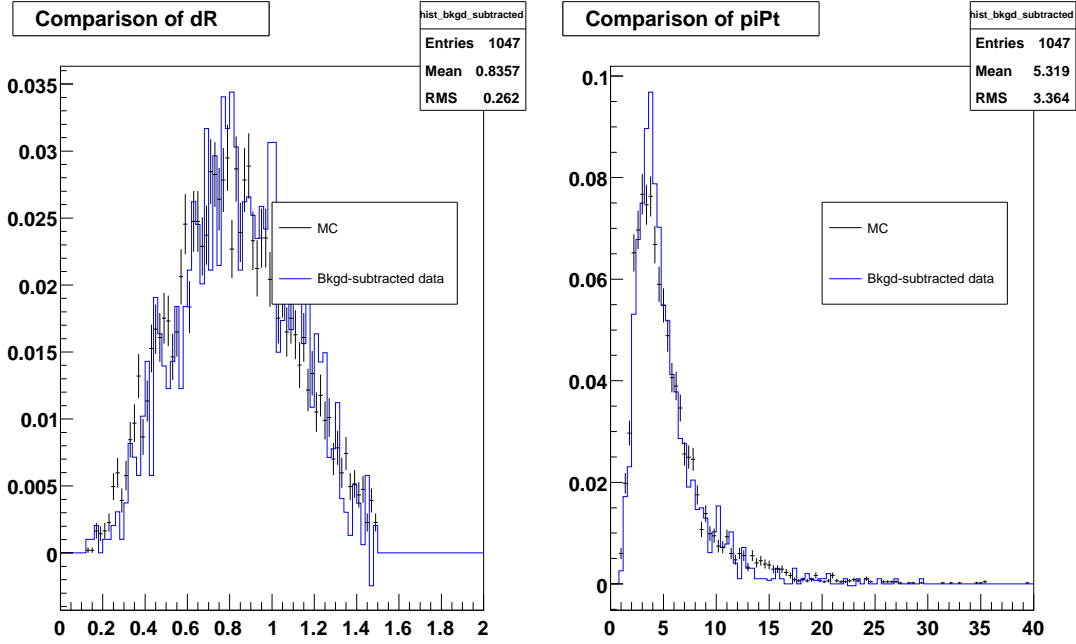 Comparison of dR
hist_bkgd_subtracted
Entries 1047
Mean 0.8357
RMS 0.262
0.035
0.03
0.025
0.02
0.015
0.01
0.005
0
0 0.2 0.4 0.6 0.8 1 1.2 1.4 1.6 1.8 2
MC
Bkgd-subtracted data
Comparison of piPt
hist_bkgd_subtracted
Entries 1047
Mean 5.319
RMS 3.364
0.1
0.08
0.06
0.04
0.02
0
0 5 10 15 20 25 30 35 40
MC
Bkgd-subtracted data